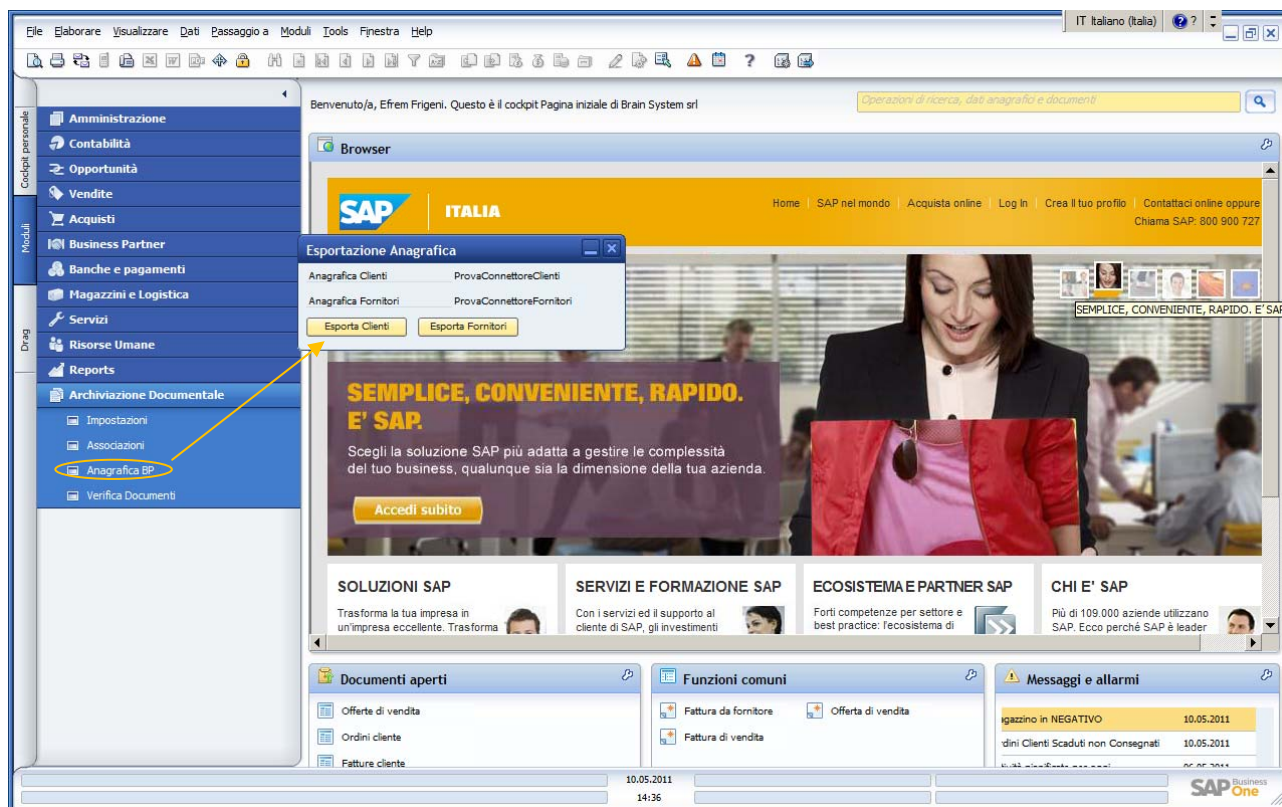 IT Italiano (Italia) ?
File Elaborare Visualizzare Dati Passaggio a Moduli Tools Finestra Help
Benvenuto/a, Efrem Frigeni. Questo è il cockpit Pagina iniziale di Brain System srl
Operazioni di ricerca, dati anagrafici e documenti
Cockpit personale
Moduli
Drag
Amministrazione
Contabilità
Opportunità
Vendite
Acquisti
Business Partner
Banche e pagamenti
Magazzini e Logistica
Servizi
Risorse Umane
Reports
Archiviazione Documentale
Impostazioni
Associazioni
Anagrafica BP
Verifica Documenti
Browser
SAP ITALIA
Home | SAP nel mondo | Acquista online | Log In | Crea Il tuo profilo | Contattaci online oppure
Chiama SAP: 800 900 727
Esportazione Anagrafica
Anagrafica Clienti ProvaConnettoreClienti
Anagrafica Fornitori ProvaConnettoreFornitori
Esporta Clienti Esporta Fornitori
SEMPLICE, CONVENIENTE, RAPIDO. E' SAP
SEMPLICE, CONVENIENTE, RAPIDO.
E' SAP.
Scegli la soluzione SAP più adatta a gestire le complessità
del tuo business, qualunque sia la dimensione della tua azienda.
Accedi subito
SOLUZIONI SAP
Trasforma la tua impresa in
un'impresa eccellente. Trasforma
SERVIZI E FORMAZIONE SAP
Con i servizi ed il supporto al
cliente di SAP, gli investimenti
ECOSISTEMA E PARTNER SAP
Forti competenze per settore e
best practice: l'ecosistema di
CHI E' SAP
Più di 109.000 aziende utilizzano
SAP. Ecco perché SAP è leader
Documenti aperti
Offerte di vendita
Ordini cliente
Fatture cliente
Funzioni comuni
Fattura da fornitore Offerta di vendita
Fattura di vendita
Messaggi e allarmi
agazzino in NEGATIVO 10.05.2011
rdini Clienti Scaduti non Consegnati 10.05.2011
06.05.2011
10.05.2011
14:36
SAP Business One